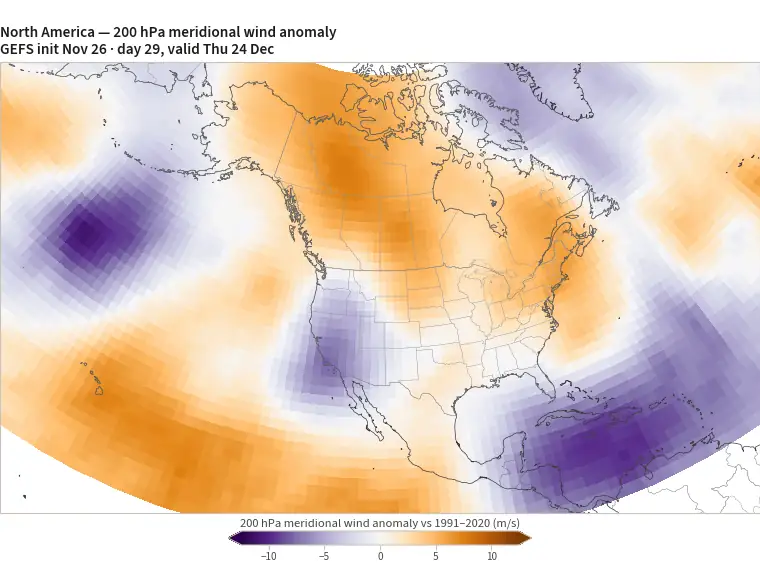 North America — 200 hPa meridional wind anomaly
GEFS init Nov 26 · day 29, valid Thu 24 Dec
200 hPa meridional wind anomaly vs 1991–2020 (m/s)
−10 −5 0 5 10